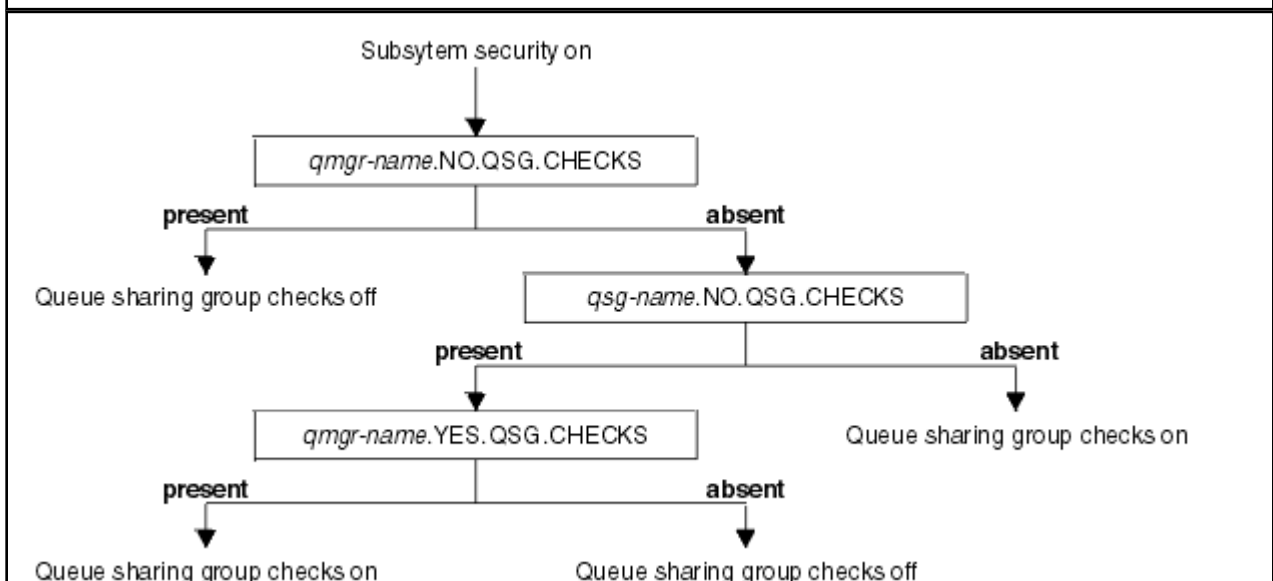 Subsytem security on
qmgr-name.NO.QSG.CHECKS
present absent
Queue sharing group checks off
qsg-name.NO.QSG.CHECKS
present absent
qmgr-name.YES.QSG.CHECKS
Queue sharing group checks on
present absent
Queue sharing group checks on Queue sharing group checks off